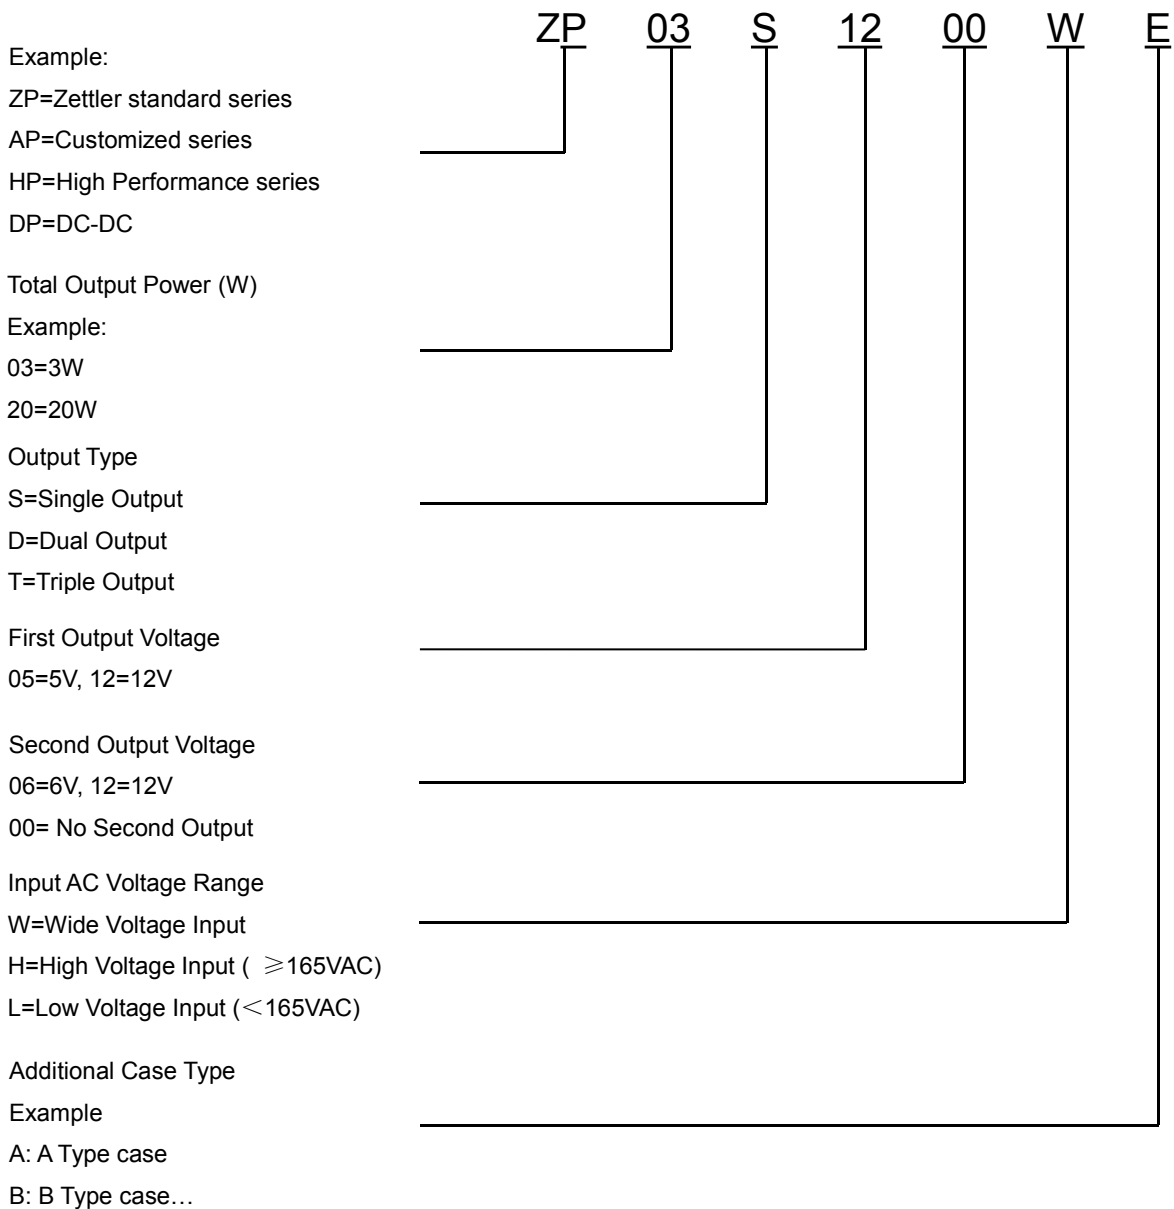 ZP 03 S 12 00 W E
Example:
ZP=Zettler standard series
AP=Customized series
HP=High Performance series
DP=DC-DC
Total Output Power (W)
Example:
03=3W
20=20W
Output Type
S=Single Output
D=Dual Output
T=Triple Output
First Output Voltage
05=5V, 12=12V
Second Output Voltage
06=6V, 12=12V
00= No Second Output
Input AC Voltage Range
W=Wide Voltage Input
H=High Voltage Input ( ≥165VAC)
L=Low Voltage Input (<165VAC)
Additional Case Type
Example
A: A Type case
B: B Type case…